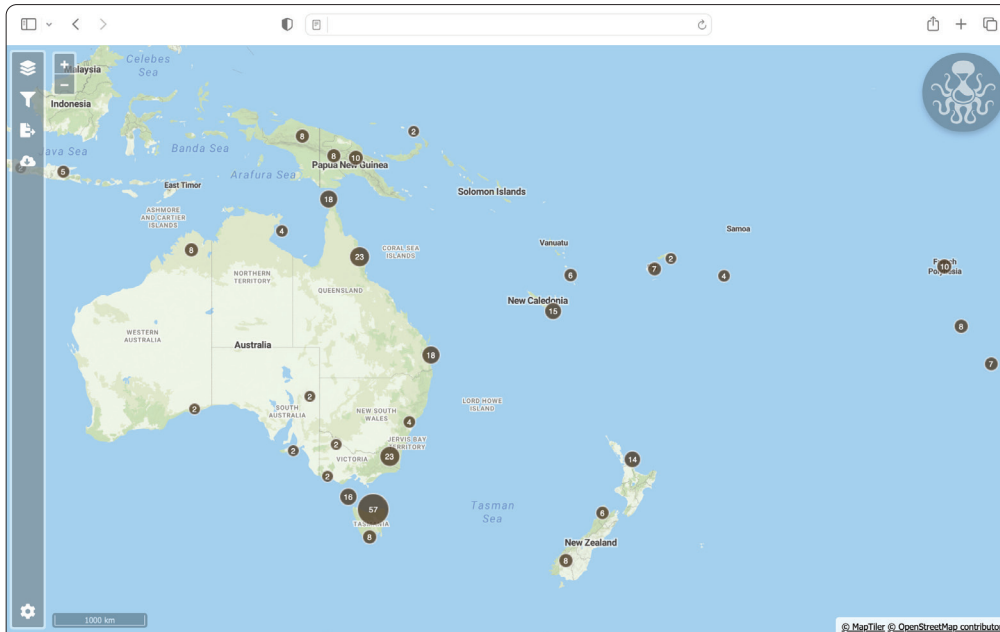 Celebes
Sea
Malaysia
+
−
Indonesia
2
8
8
10
Papua New Guinea
Java Sea
Banda Sea
5
East Timor
Arafura Sea
Solomon Islands
18
ASHMORE
AND CARTIER
ISLANDS
4
Samoa
8
23
CORAL SEA
ISLANDS
Vanuatu
2
7
6
4
French
Polynesia
10
NORTHERN
TERRITORY
QUEENSLAND
New Caledonia
15
8
WESTERN
AUSTRALIA
Australia
18
7
2
2
SOUTH
AUSTRALIA
NEW SOUTH
WALES
LORD HOWE
ISLAND
4
2
2
JERVIS BAY
TERRITORY
VICTORIA
23
14
2
16
57
TASMANIA
8
Tasman
Sea
6
New Zealand
8
1000 km
© MapTiler © OpenStreetMap contributor